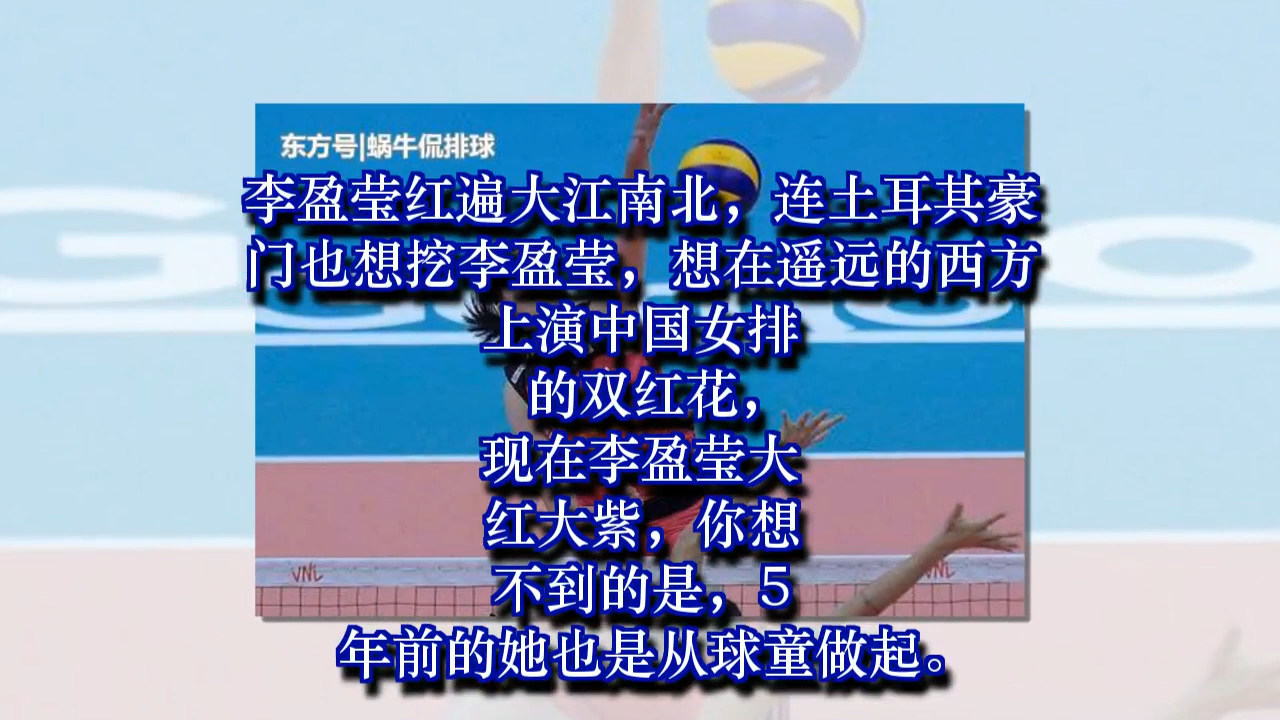 东方号|蜗牛侃排球
李盈莹红遍大江南北，连土耳其豪
门也想挖李盈莹，想在遥远的西方
上演中国女排
的双红花，
现在李盈莹大
红大紫，你想
不到的是，5
年前的她也是从球童做起。
VNL
VNL